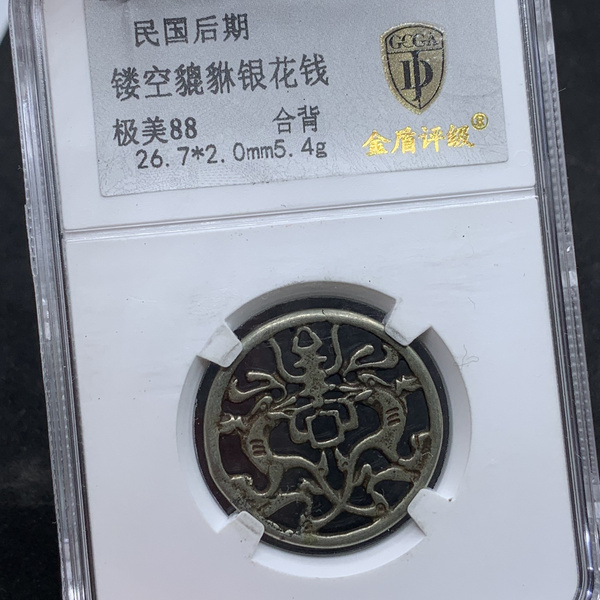 民国后期
镂空貔貅银花钱
极美88 合背
26.7*2.0mm5.4g
GCGA
金盾评级®